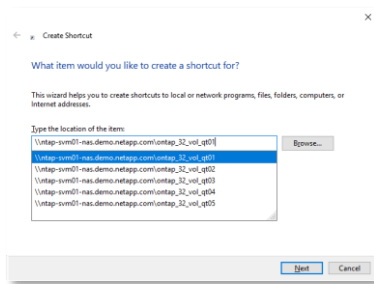 Create Shortcut
What item would you like to create a shortcut for?
This wizard helps you to create shortcuts to local or network programs, files, folders, computers, or
Internet addresses.
Type the location of the item:
\\ntap-svm01-nas.demo.netapp.com\ontap_32_vol_qt01
Browse...
\\ntap-svm01-nas.demo.netapp.com\ontap_32_vol_qt01
\\ntap-svm01-nas.demo.netapp.com\ontap_32_vol_qt02
\\ntap-svm01-nas.demo.netapp.com\ontap_32_vol_qt03
\\ntap-svm01-nas.demo.netapp.com\ontap_32_vol_qt04
\\ntap-svm01-nas.demo.netapp.com\ontap_32_vol_qt05
Next
Cancel